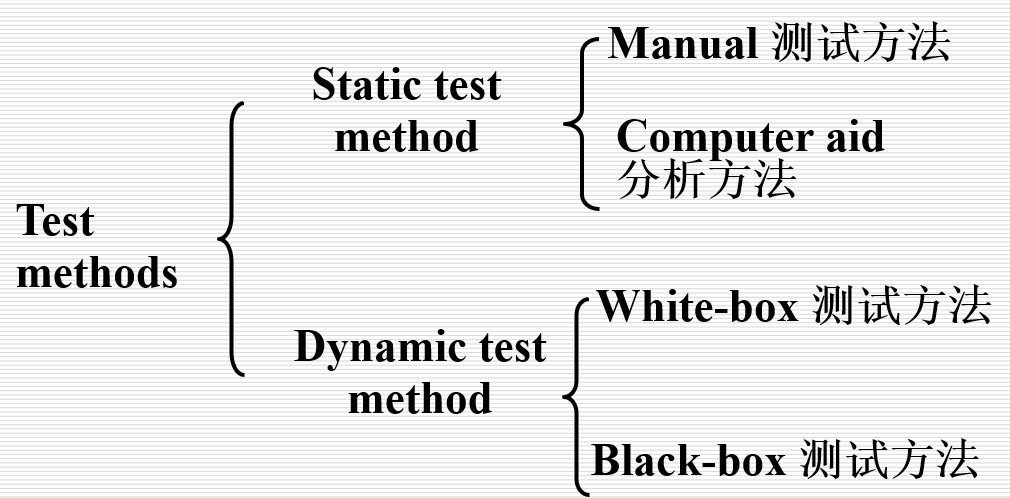 Test
methods
Static test
method
Manual 测试方法
Computer aid
分析方法
Dynamic test
method
White-box 测试方法
Black-box 测试方法